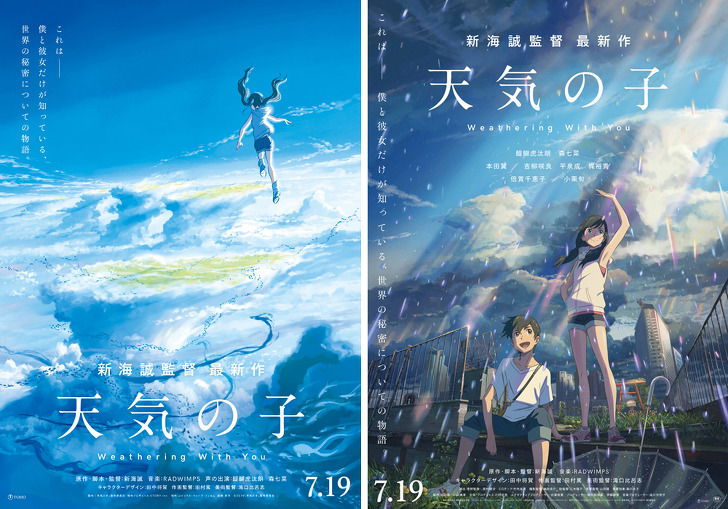 これは――
僕と彼女だけが知っている、
世界の秘密についての物語。
新海誠監督 最新作
天気の子
Weathering With You
原作・脚本・監督:新海誠 音楽:RADWIMPS 声の出演:醍醐虎汰朗 森七菜
キャラクターデザイン:田中将賀 作画監督:田村篤 美術監督:滝口比呂志
TOHO
7.19
これは――僕と彼女だけが知っている、世界の秘密についての物語
新海誠監督 最新作
天気の子
Weathering With You
醍醐虎汰朗 森七菜
本田翼 / 吉柳咲良 平泉成 梶裕貴
倍賞千恵子 / 小栗旬
原作・脚本・監督:新海誠 音楽:RADWIMPS
キャラクターデザイン:田中将賀 作画監督:田村篤 美術監督:滝口比呂志
7.19